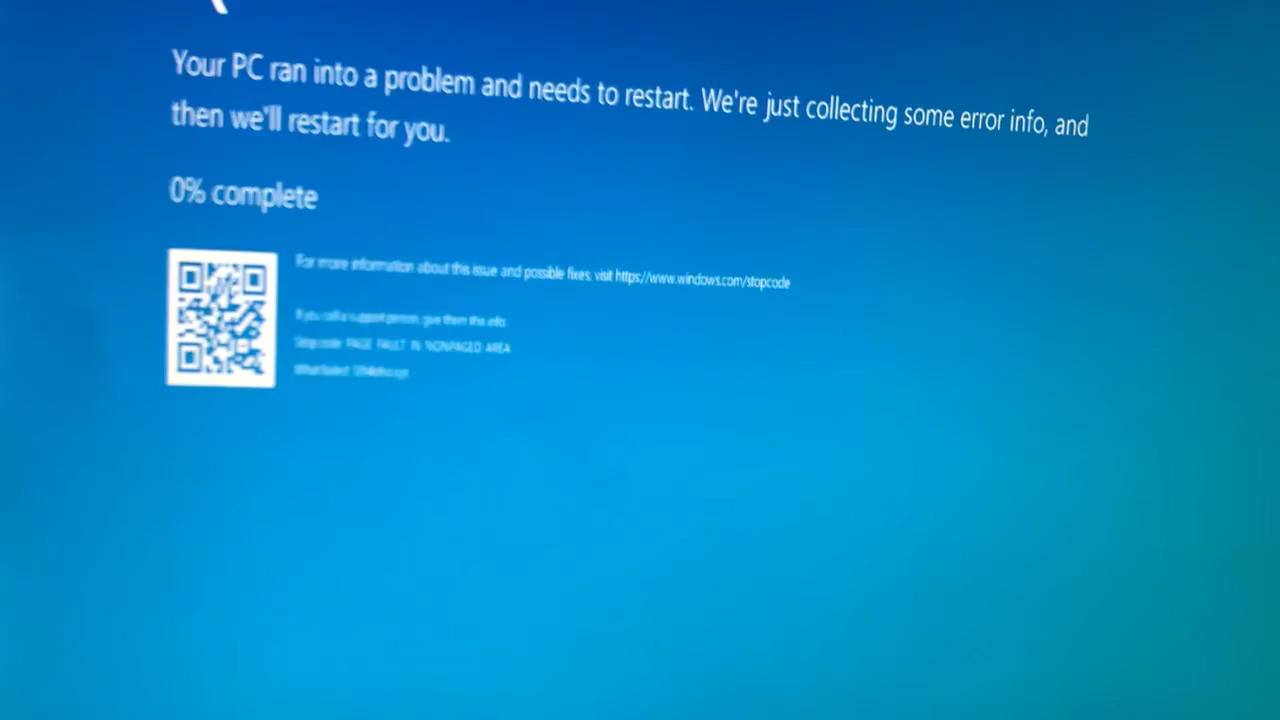 Your PC ran into a problem and needs to restart. We're just collecting some error info, and
then we'll restart for you.
0% complete
For more information about this issue and possible fixes, visit https://www.windows.com/stopcode
If you call a support person, give them this info:
Stop code: PAGE FAULT IN NONPAGED AREA
What failed: